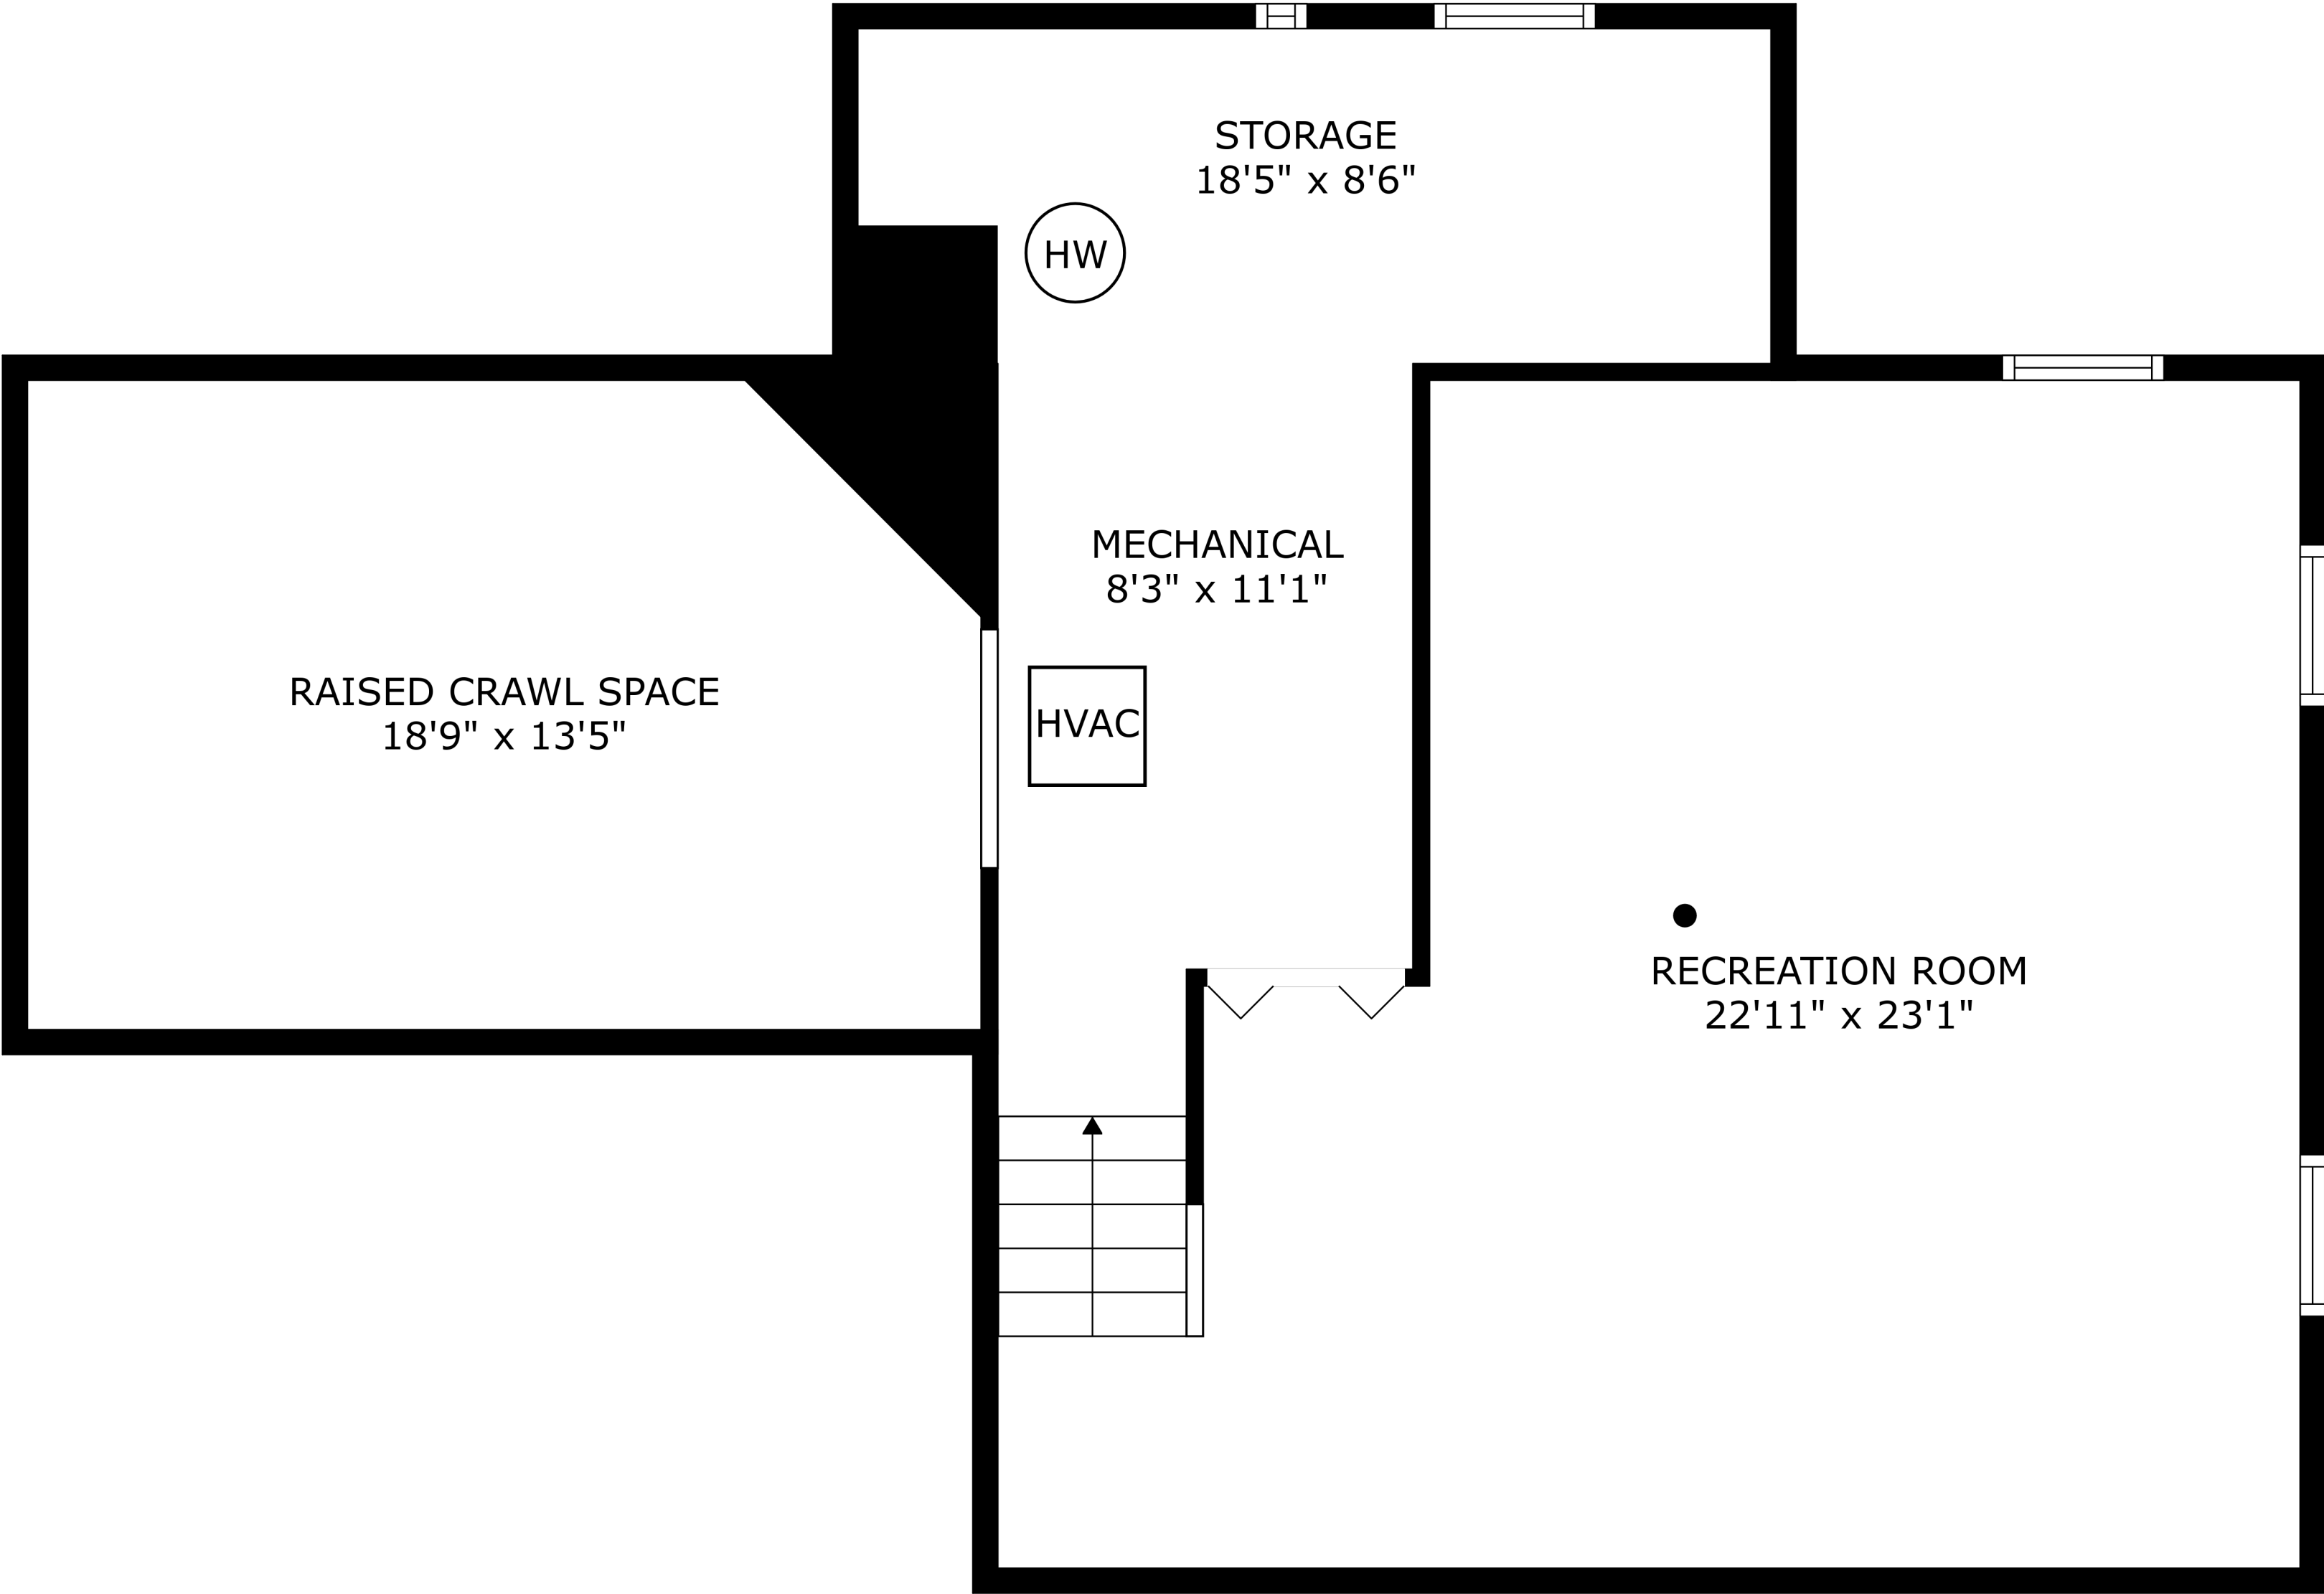 STORAGE
18'5" x 8'6"
HW
MECHANICAL
8'3" x 11'1"
RAISED CRAWL SPACE
18'9" x 13'5"
HVAC
RECREATION ROOM
22'11" x 23'1"